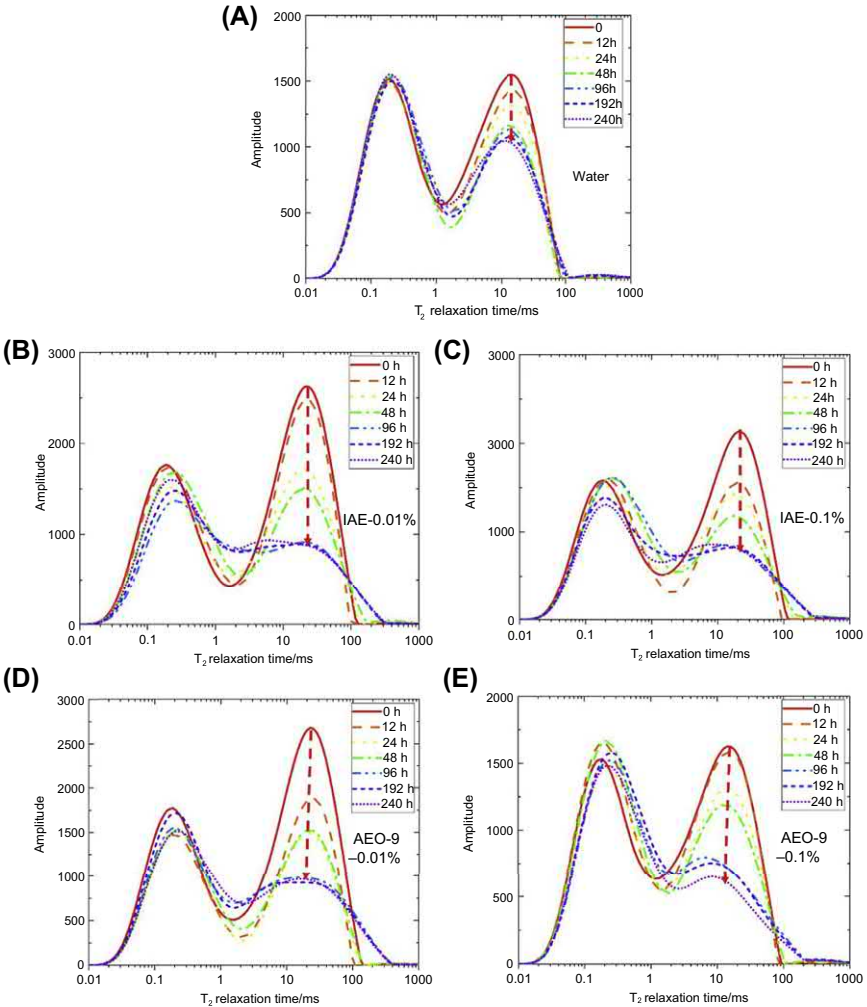 (A)
2000
1500
1000
500
0
Amplitude
0
12h
24h
48h
96h
192h
240h
Water
0.01
0.1
1
10
100
1000
T2 relaxation time/ms
(B)
3000
2000
1000
0
Amplitude
0 h
12 h
24 h
48 h
96 h
192 h
240 h
IAE-0.01%
0.01
0.1
1
10
100
1000
T2 relaxation time/ms
(C)
3000
3000
1000
0
Amplitude
0 h
12 h
24h
48 h
96 h
192 h
240 h
IAE-0.1%
0.01
0.1
1
10
100
1000
T2 relaxation time/ms
(D)
3000
2500
2000
1500
1000
500
0
Amplitude
0 h
12 h
24 h
48 h
96 h
192 h
240 h
AEO-9
–0.01%
0.01
0.1
1
10
100
1000
T2 relaxation time/ms
(E)
2000
1500
1000
500
0
Amplitude
0 h
12 h
24 h
48 h
96 h
192 h
240 h
AEO-9
–0.1%
0.01
0.1
1
10
100
1000
T2 relaxation time/ms